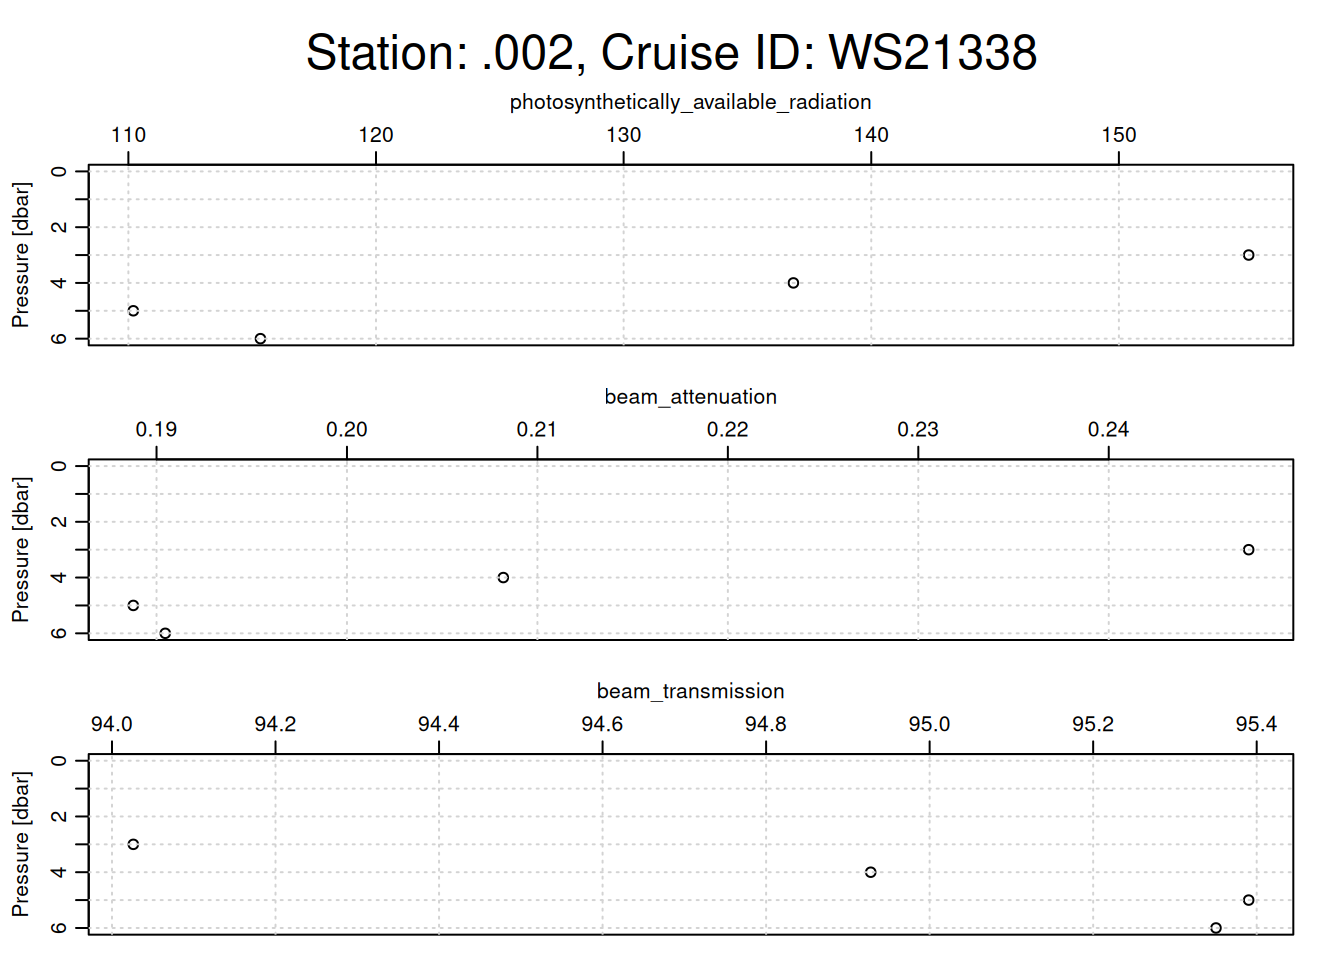 Station: .002, Cruise ID: WS21338
photosynthetically_available_radiation
110 120 130 140 150
Pressure [dbar]
0
2
4
6
beam_attenuation
0.19 0.20 0.21 0.22 0.23 0.24
Pressure [dbar]
0
2
4
6
beam_transmission
94.0 94.2 94.4 94.6 94.8 95.0 95.2 95.4
Pressure [dbar]
0
2
4
6